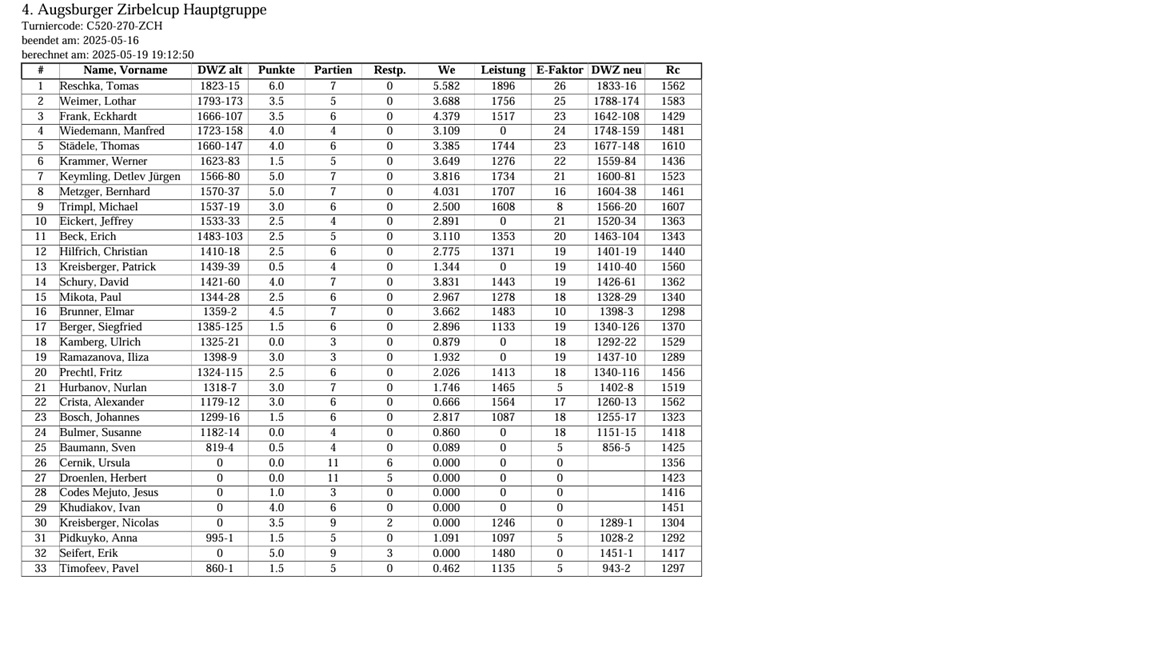 4. Augsburger Zirbelcup Hauptgruppe
Turniercode: C520-270-ZCH
beendet am: 2025-05-16
berechnet am: 2025-05-19 19:12:50
# Name, Vorname DWZ alt Punkte Partien Restp. We Leistung E-Faktor DWZ neu Rc
1 Reschka, Tomas 1823-15 6.0 7 0 5.582 1896 26 1833-16 1562
2 Weimer, Lothar 1793-173 3.5 5 0 3.688 1756 25 1788-174 1583
3 Frank, Eckhardt 1666-107 3.5 6 0 4.379 1517 23 1642-108 1429
4 Wiedemann, Manfred 1723-158 4.0 4 0 3.109 0 24 1748-159 1481
5 Städele, Thomas 1660-147 4.0 6 0 3.385 1744 23 1677-148 1610
6 Krammer, Werner 1623-83 1.5 5 0 3.649 1276 22 1559-84 1436
7 Keymling, Detlev Jürgen 1566-80 5.0 7 0 3.816 1734 21 1600-81 1523
8 Metzger, Bernhard 1570-37 5.0 7 0 4.031 1707 16 1604-38 1461
9 Trimpl, Michael 1537-19 3.0 6 0 2.500 1608 8 1566-20 1607
10 Eickert, Jeffrey 1533-33 2.5 4 0 2.891 0 21 1520-34 1363
11 Beck, Erich 1483-103 2.5 5 0 3.110 1353 20 1463-104 1343
12 Hilfrich, Christian 1410-18 2.5 6 0 2.775 1371 19 1401-19 1440
13 Kreisberger, Patrick 1439-39 0.5 4 0 1.344 0 19 1410-40 1560
14 Schury, David 1421-60 4.0 7 0 3.831 1443 19 1426-61 1362
15 Mikota, Paul 1344-28 2.5 6 0 2.967 1278 18 1328-29 1340
16 Brunner, Elmar 1359-2 4.5 7 0 3.662 1483 10 1398-3 1298
17 Berger, Siegfried 1385-125 1.5 6 0 2.896 1133 19 1340-126 1370
18 Kamberg, Ulrich 1325-21 0.0 3 0 0.879 0 18 1292-22 1529
19 Ramazanova, Iliza 1398-9 3.0 3 0 1.932 0 19 1437-10 1289
20 Prechtl, Fritz 1324-115 2.5 6 0 2.026 1413 18 1340-116 1456
21 Hurbanov, Nurlan 1318-7 3.0 7 0 1.746 1465 5 1402-8 1519
22 Crista, Alexander 1179-12 3.0 6 0 0.666 1564 17 1260-13 1562
23 Bosch, Johannes 1299-16 1.5 6 0 2.817 1087 18 1255-17 1323
24 Bulmer, Susanne 1182-14 0.0 4 0 0.860 0 18 1151-15 1418
25 Baumann, Sven 819-4 0.5 4 0 0.089 0 5 856-5 1425
26 Cernik, Ursula 0 0.0 11 6 0.000 0 0 1356
27 Droenlen, Herbert 0 0.0 11 5 0.000 0 0 1423
28 Codes Mejuto, Jesus 0 1.0 3 0 0.000 0 0 1416
29 Khudiakov, Ivan 0 4.0 6 0 0.000 0 0 1451
30 Kreisberger, Nicolas 0 3.5 9 2 0.000 1246 0 1289-1 1304
31 Pidkuyko, Anna 995-1 1.5 5 0 1.091 1097 5 1028-2 1292
32 Seifert, Erik 0 5.0 9 3 0.000 1480 0 1451-1 1417
33 Timofeev, Pavel 860-1 1.5 5 0 0.462 1135 5 943-2 1297